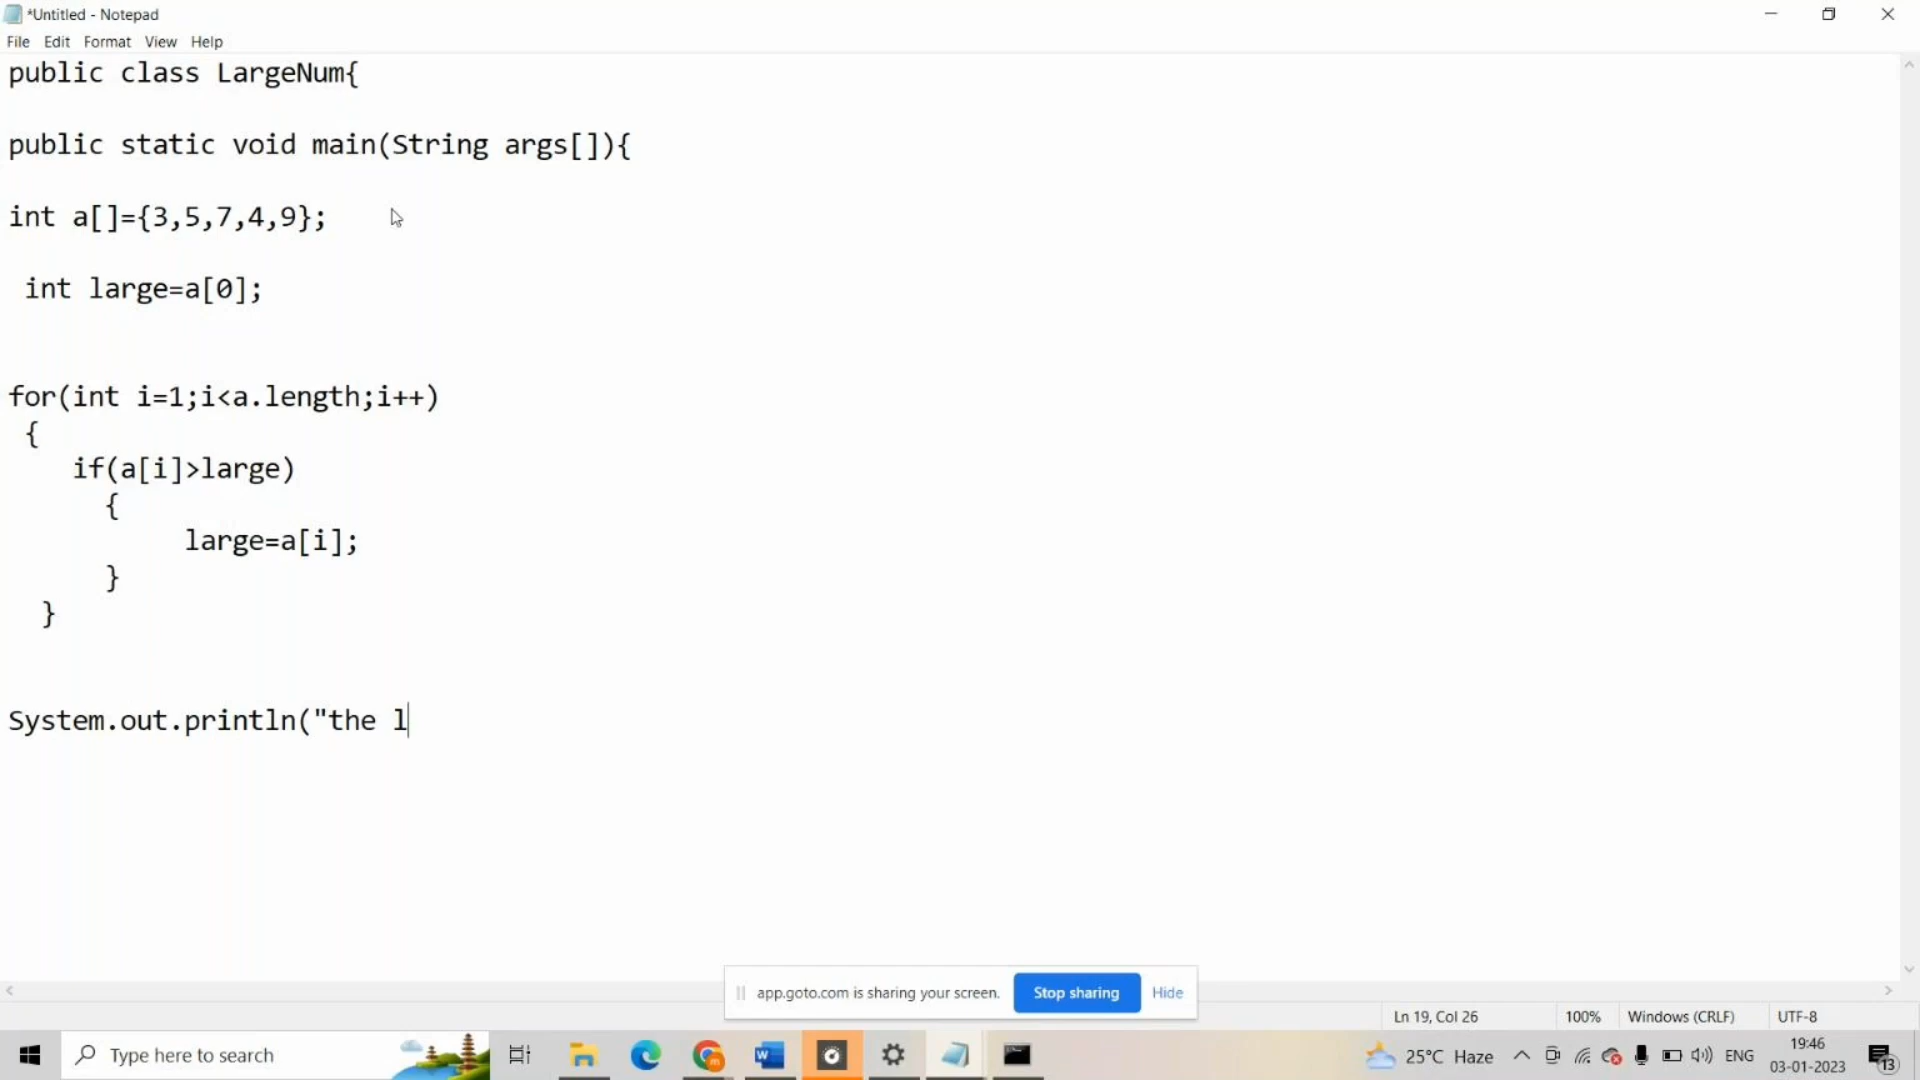 *Untitled - Notepad
File Edit Format View Help
public class LargeNum{
public static void main(String args[]){
int a[]={3,5,7,4,9};
int large=a[0];
for(int i=1;i<a.length;i++)
{
if(a[i]>large)
{
large=a[i];
}
}
System.out.println("the l
app.goto.com is sharing your screen. Stop sharing Hide
Ln 19, Col 26 100% Windows (CRLF) UTF-8
Type here to search 25°C Haze ENG 19:46
03-01-2023 13